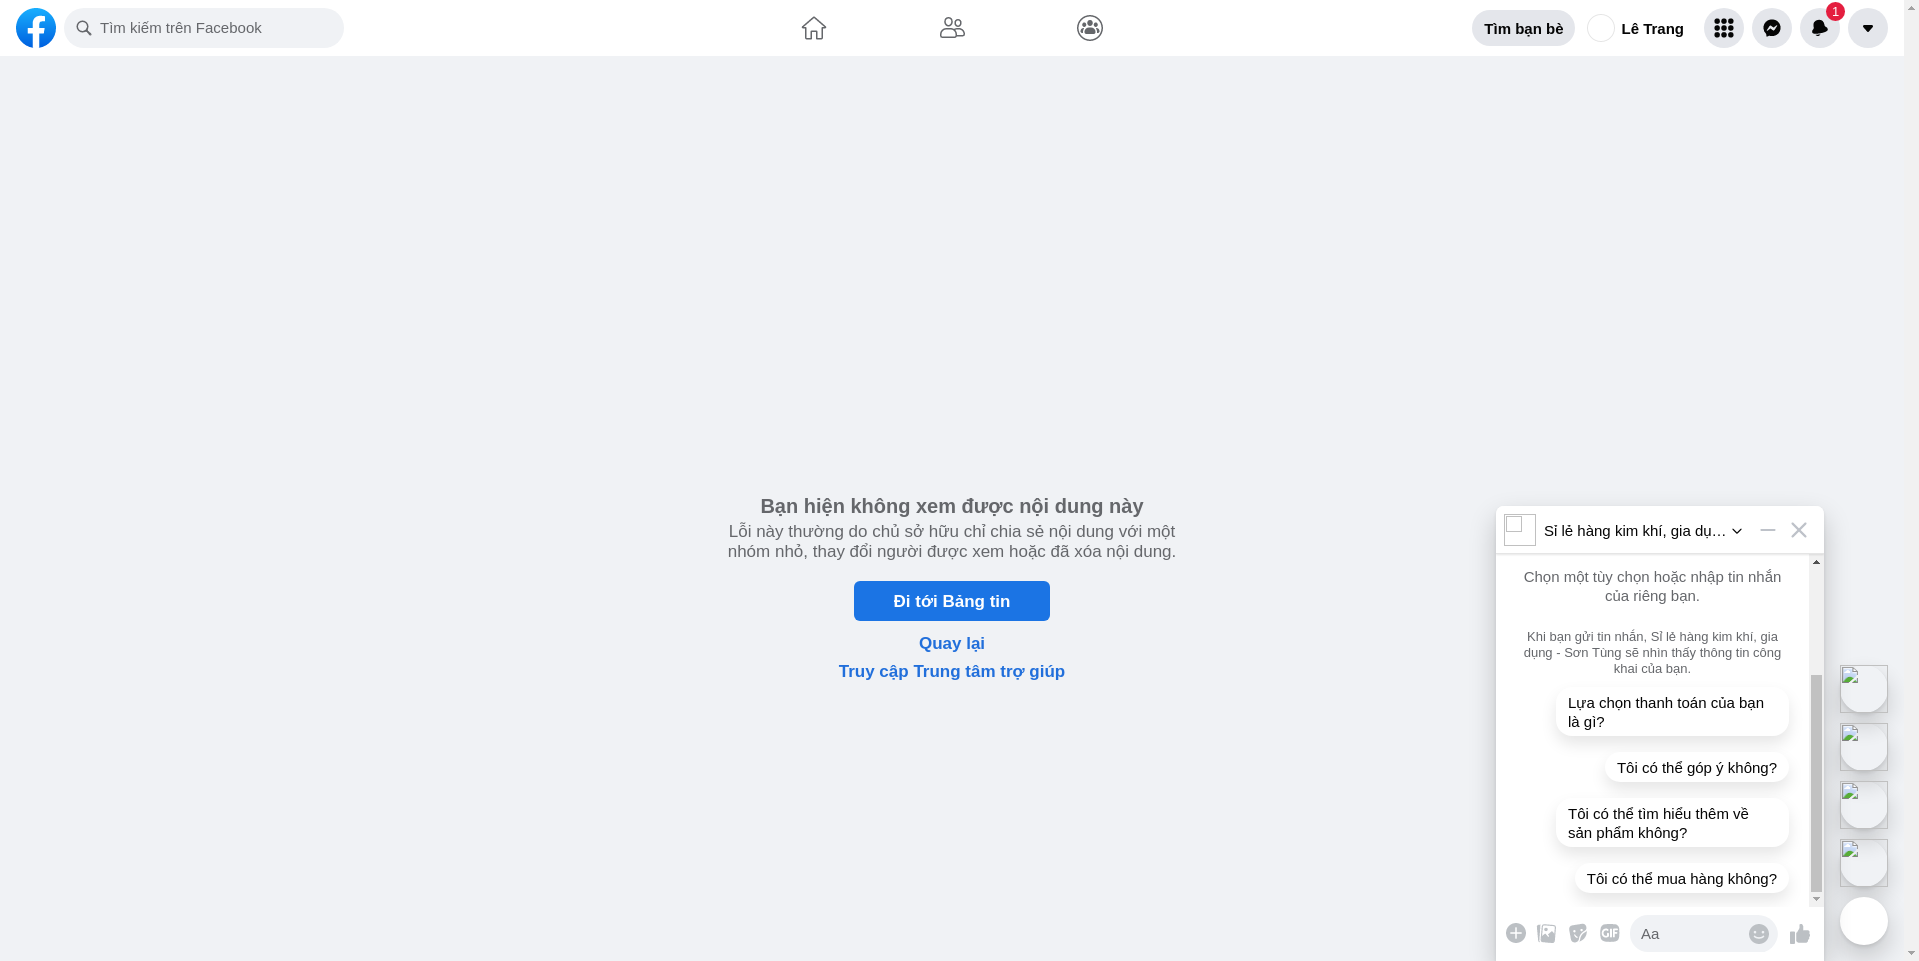 Tìm kiếm trên Facebook
Tìm bạn bè
Lê Trang
1
Bạn hiện không xem được nội dung này
Lỗi này thường do chủ sở hữu chỉ chia sẻ nội dung với một
nhóm nhỏ, thay đổi người được xem hoặc đã xóa nội dung.
Đi tới Bảng tin
Quay lại
Truy cập Trung tâm trợ giúp
Sỉ lẻ hàng kim khí, gia dụ…
Chọn một tùy chọn hoặc nhập tin nhắn
của riêng bạn.
Khi bạn gửi tin nhắn, Sỉ lẻ hàng kim khí, gia
dụng - Sơn Tùng sẽ nhìn thấy thông tin công
khai của bạn.
Lựa chọn thanh toán của bạn
là gì?
Tôi có thể góp ý không?
Tôi có thể tìm hiểu thêm về
sản phẩm không?
Tôi có thể mua hàng không?
GIF
Aa